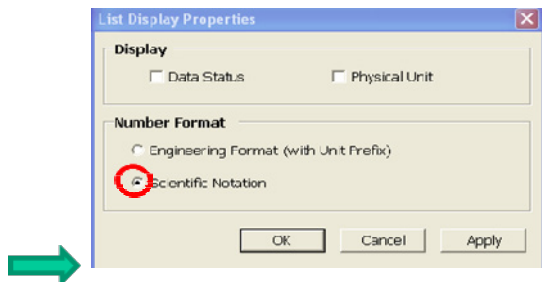 List Display Properties
Display
Data Status
Physical Unit
Number Format
Engineering Format (with Unit Prefix)
Scientific Notation
OK
Cancel
Apply